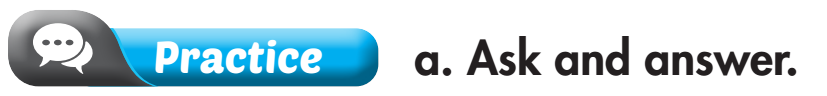 Practice a. Ask and answer.